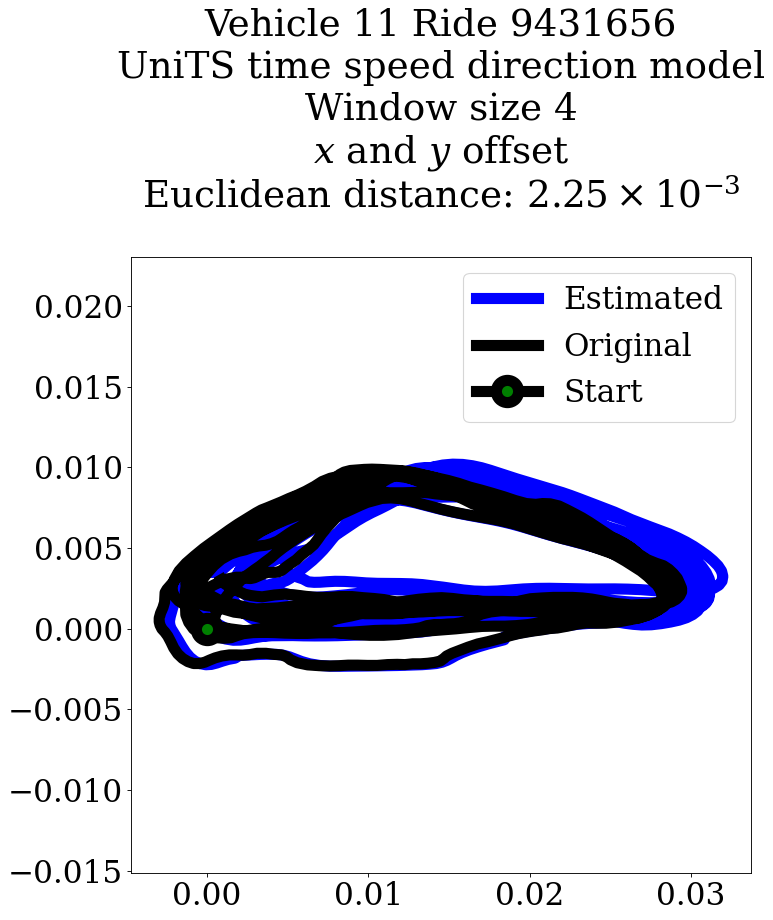 Vehicle 11 Ride 9431656
UniTS time speed direction model
Window size 4
x and y offset
Euclidean distance: 2.25 × 10⁻³
Estimated
Original
Start
0.020
0.015
0.010
0.005
0.000
−0.005
−0.010
−0.015
0.00 0.01 0.02 0.03